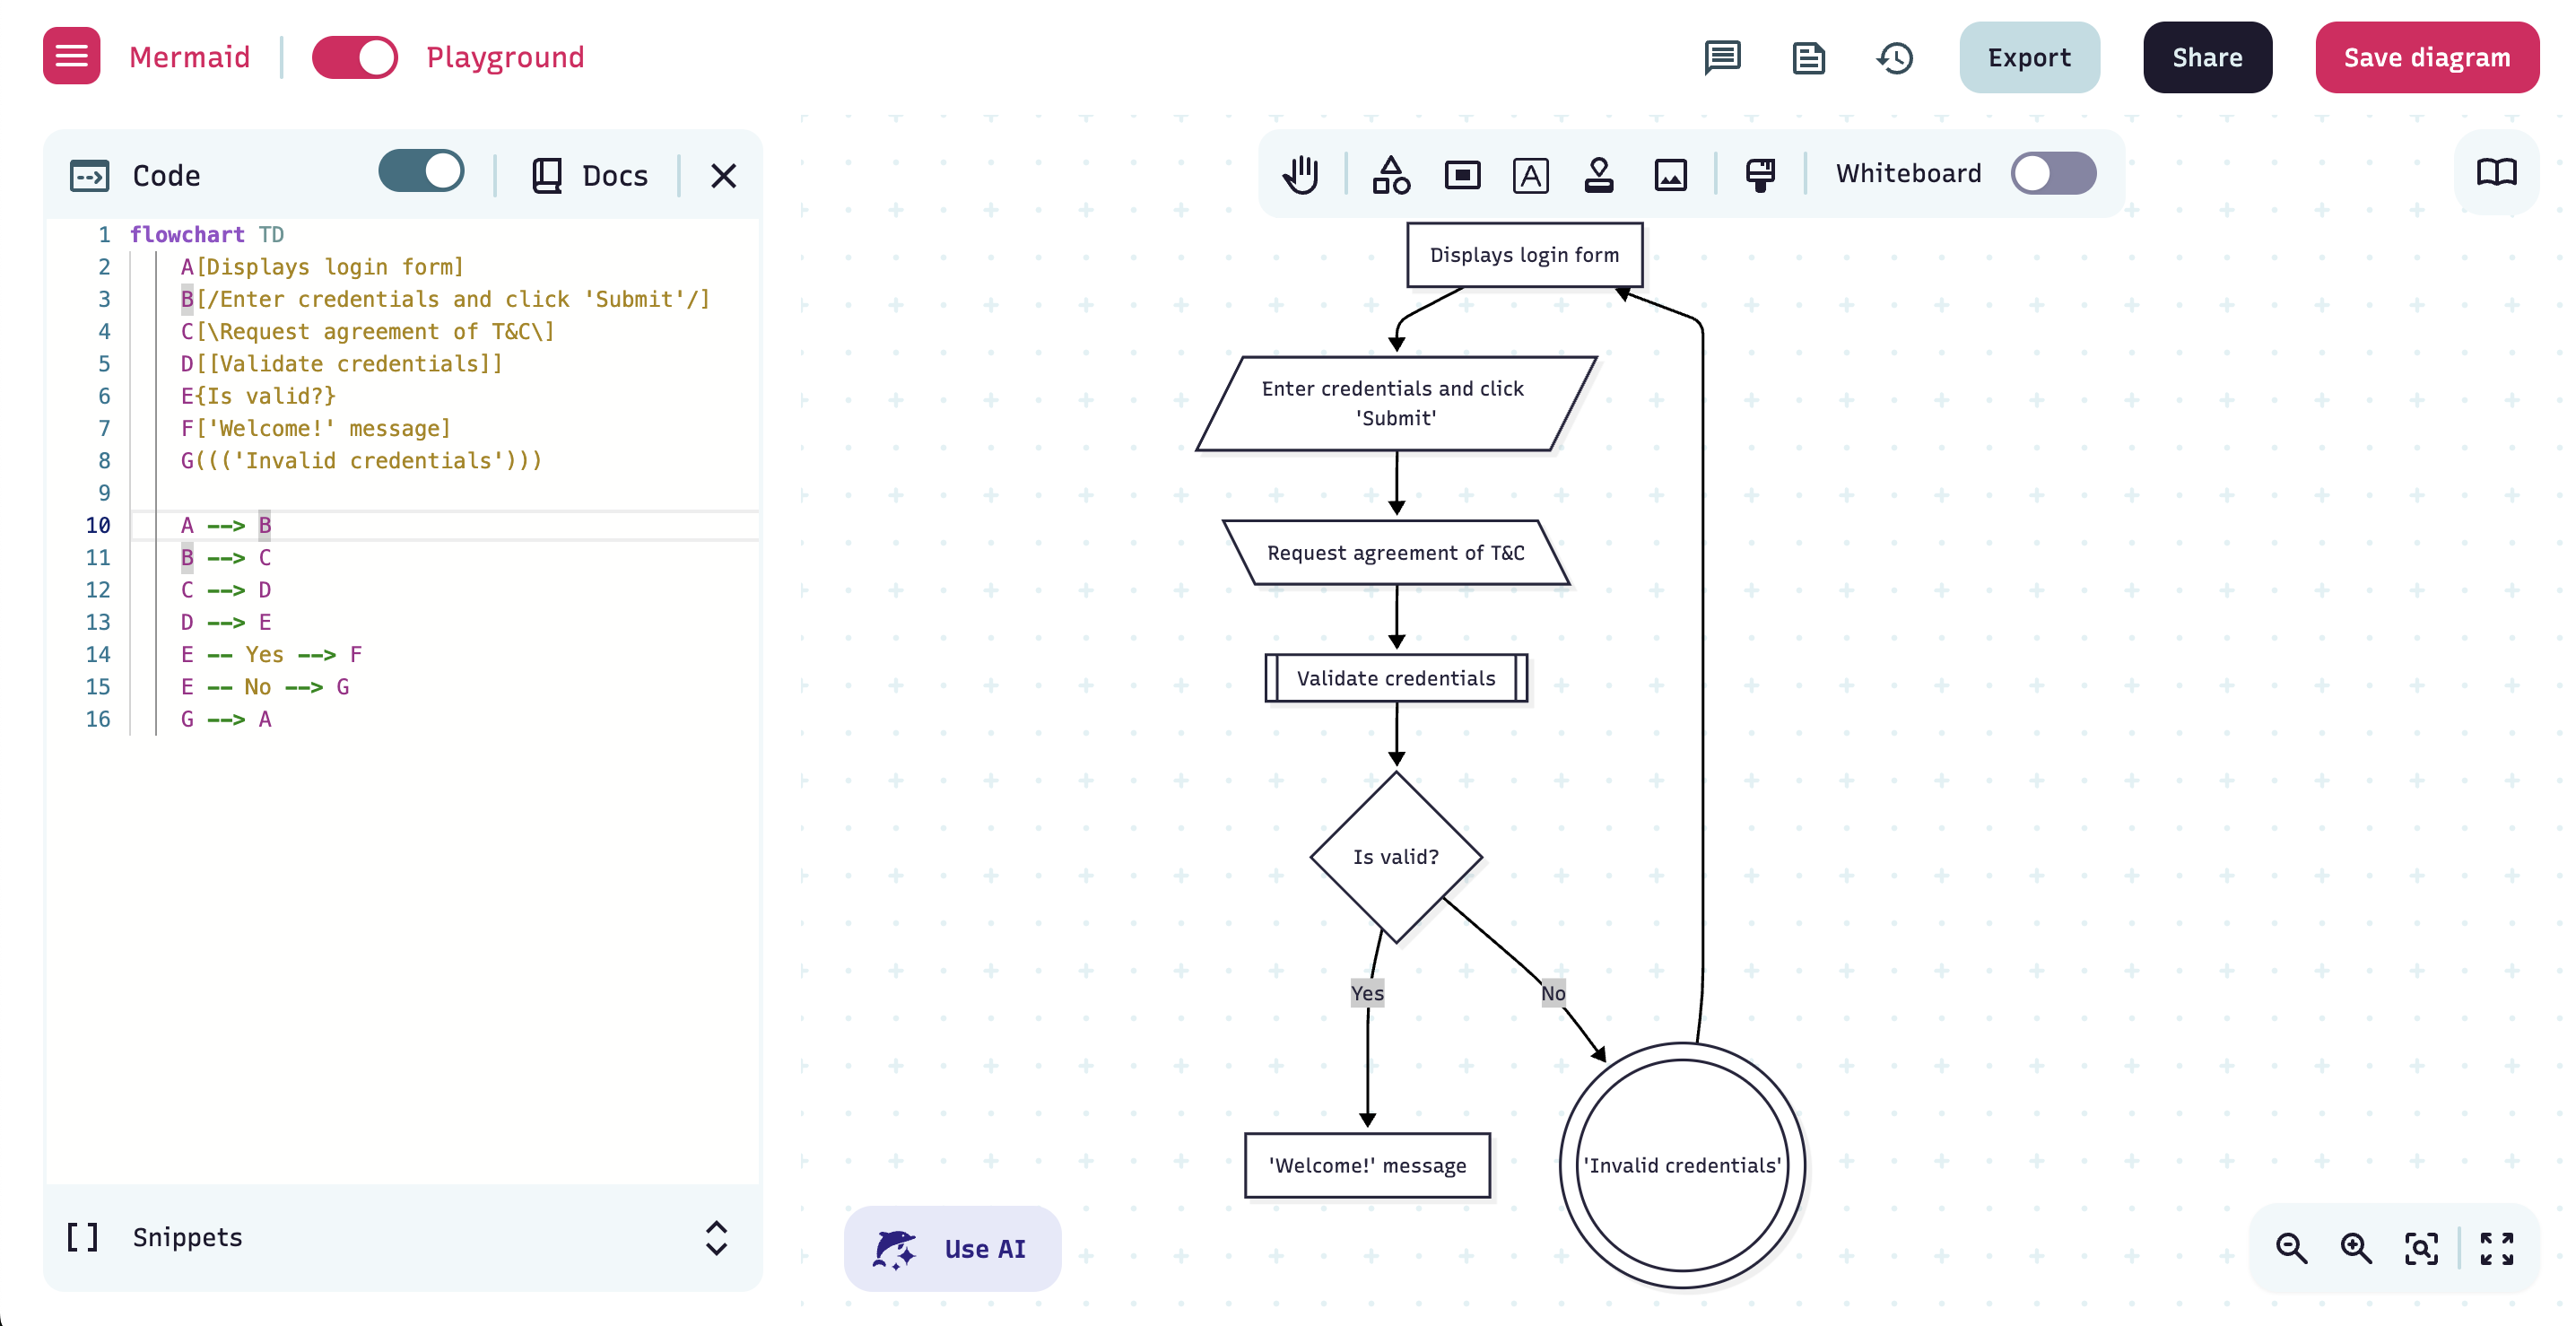 Mermaid Playground Export Share Save diagram
Code Docs Whiteboard
1 flowchart TD
2 A[Displays login form]
3 B[/Enter credentials and click 'Submit'/]
4 C[\Request agreement of T&C\]
5 D[[Validate credentials]]
6 E{Is valid?}
7 F['Welcome!' message]
8 G((('Invalid credentials')))
9
10 A --> B
11 B --> C
12 C --> D
13 D --> E
14 E -- Yes --> F
15 E -- No --> G
16 G --> A
Snippets
Displays login form
Enter credentials and click
'Submit'
Request agreement of T&C
Validate credentials
Is valid?
Yes
No
'Welcome!' message
'Invalid credentials'
Use AI